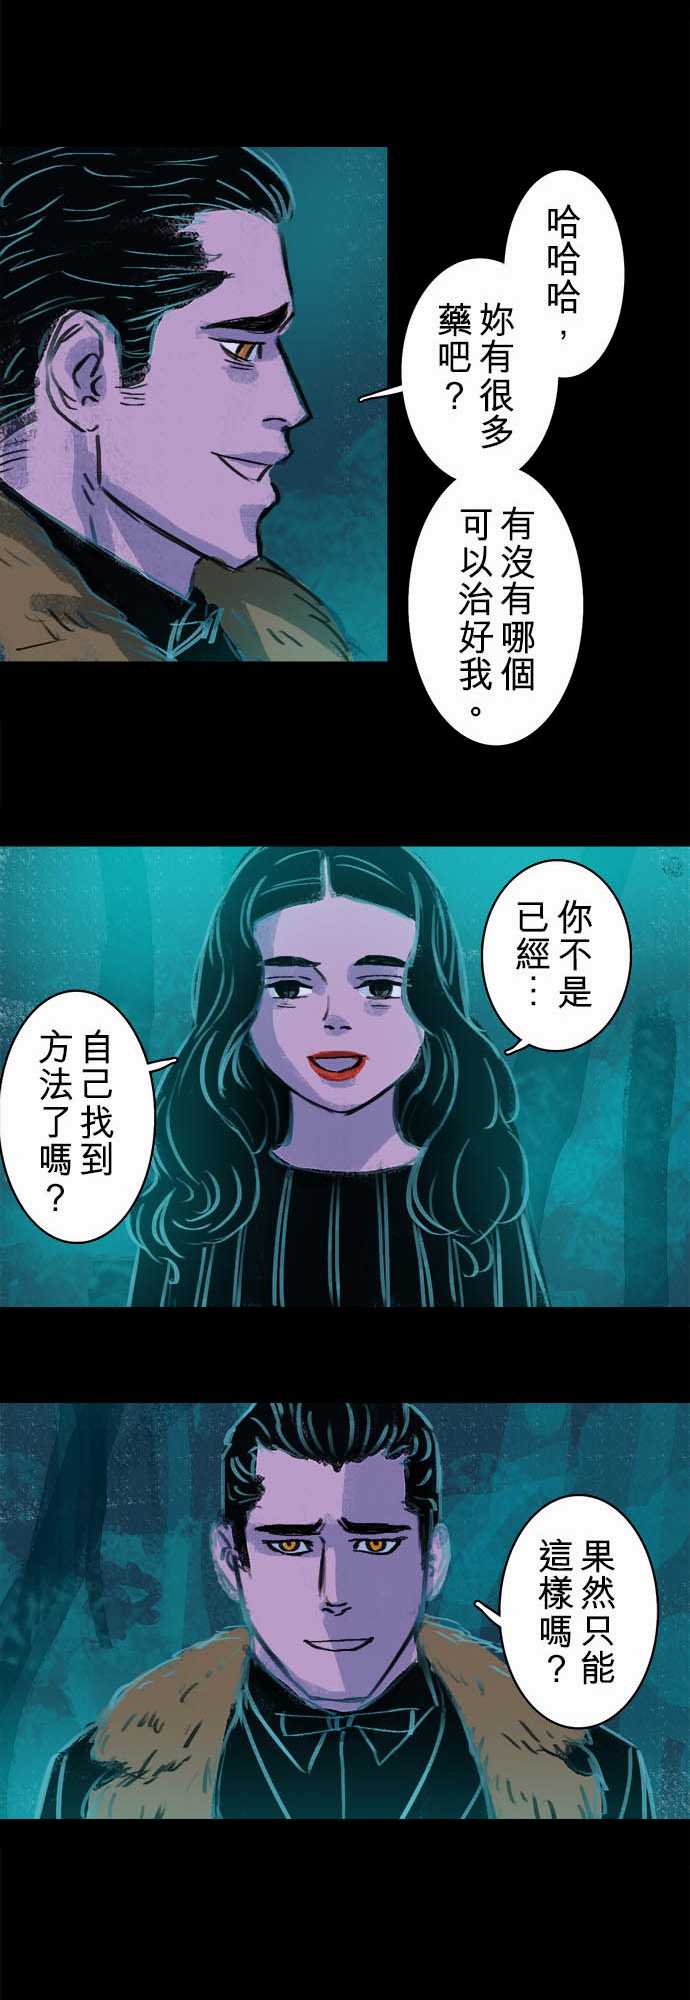 哈哈哈，
妳有很多
藥吧？
有沒有哪個
可以治好我。
你不是
已經…
自己找到
方法了嗎？
果然只能
這樣嗎？